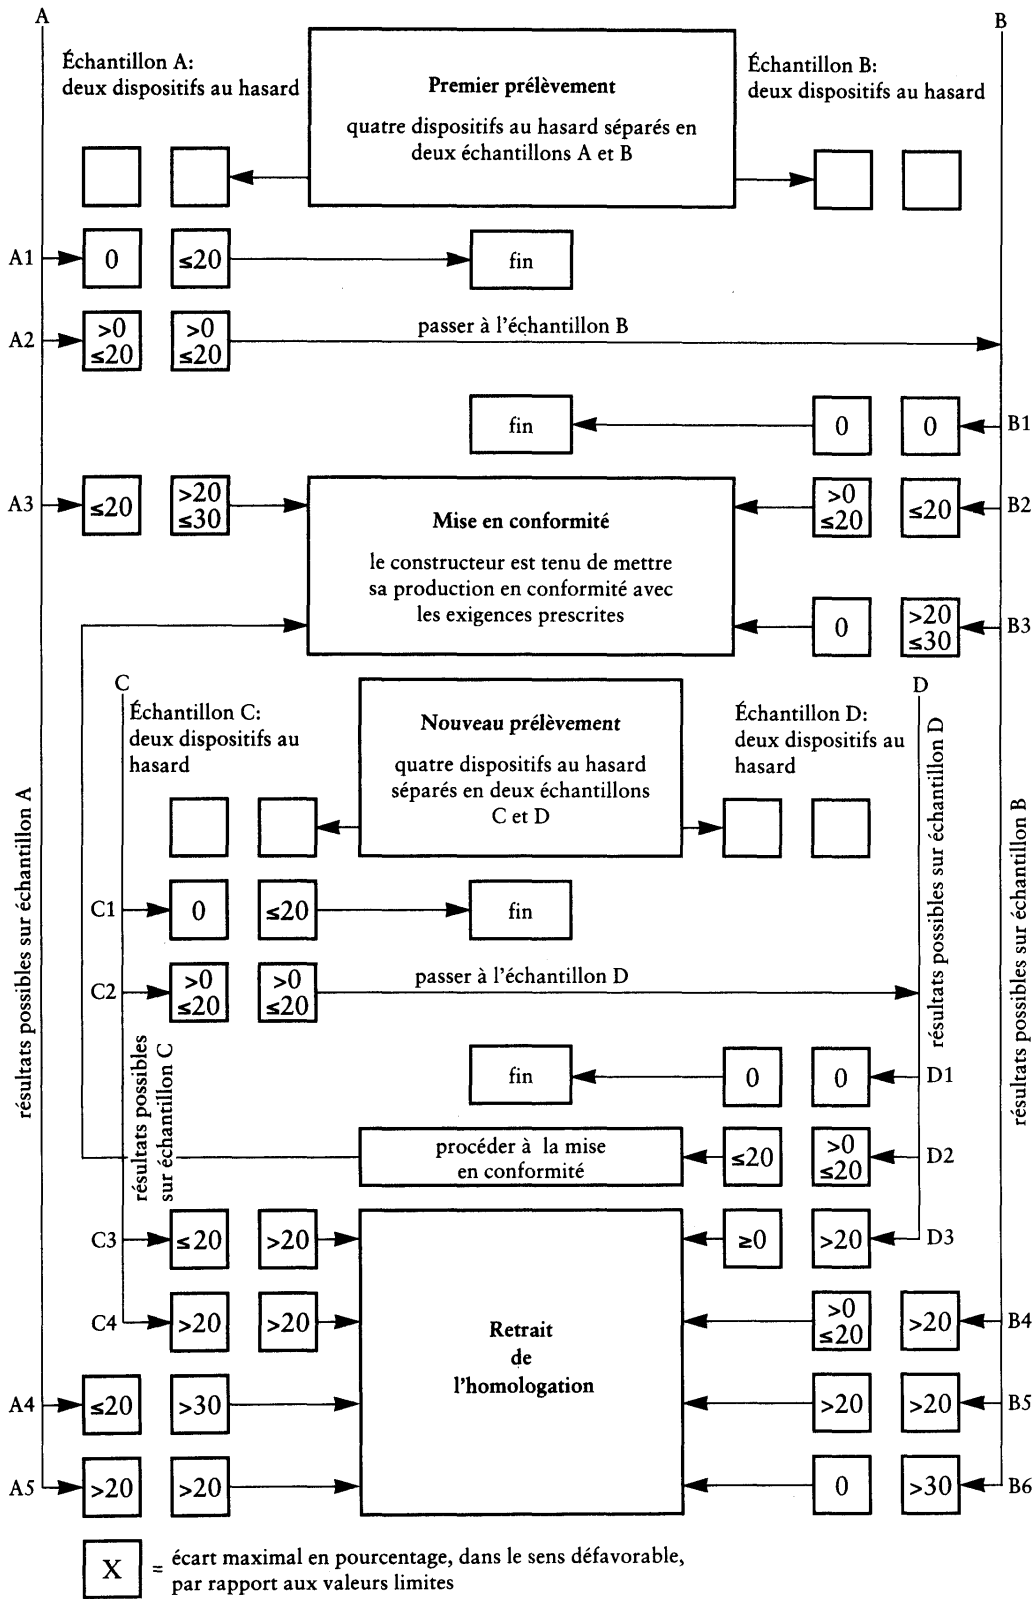 A
B
Échantillon A:
deux dispositifs au hasard
Premier prélèvement
quatre dispositifs au hasard séparés en
deux échantillons A et B
Échantillon B:
deux dispositifs au hasard
A1
0
≤20
fin
A2
>0
≤20
>0
≤20
passer à l'échantillon B
fin
0
0
B1
A3
≤20
>20
≤30
Mise en conformité
le constructeur est tenu de mettre
sa production en conformité avec
les exigences prescrites
>0
≤20
≤20
B2
0
>20
≤30
B3
C
D
Échantillon C:
deux dispositifs au
hasard
Nouveau prélèvement
quatre dispositifs au hasard
séparés en deux échantillons
C et D
Échantillon D:
deux dispositifs au
hasard
résultats possibles sur échantillon A
résultats possibles sur échantillon D
résultats possibles sur échantillon B
C1
0
≤20
fin
C2
>0
≤20
>0
≤20
passer à l'échantillon D
résultats possibles
sur échantillon C
fin
0
0
D1
procéder à la mise
en conformité
≤20
>0
≤20
D2
C3
≤20
>20
Retrait
de
l'homologation
≥0
>20
D3
C4
>20
>20
>0
≤20
>20
B4
A4
≤20
>30
>20
>20
B5
A5
>20
>20
0
>30
B6
X
= écart maximal en pourcentage, dans le sens défavorable,
par rapport aux valeurs limites